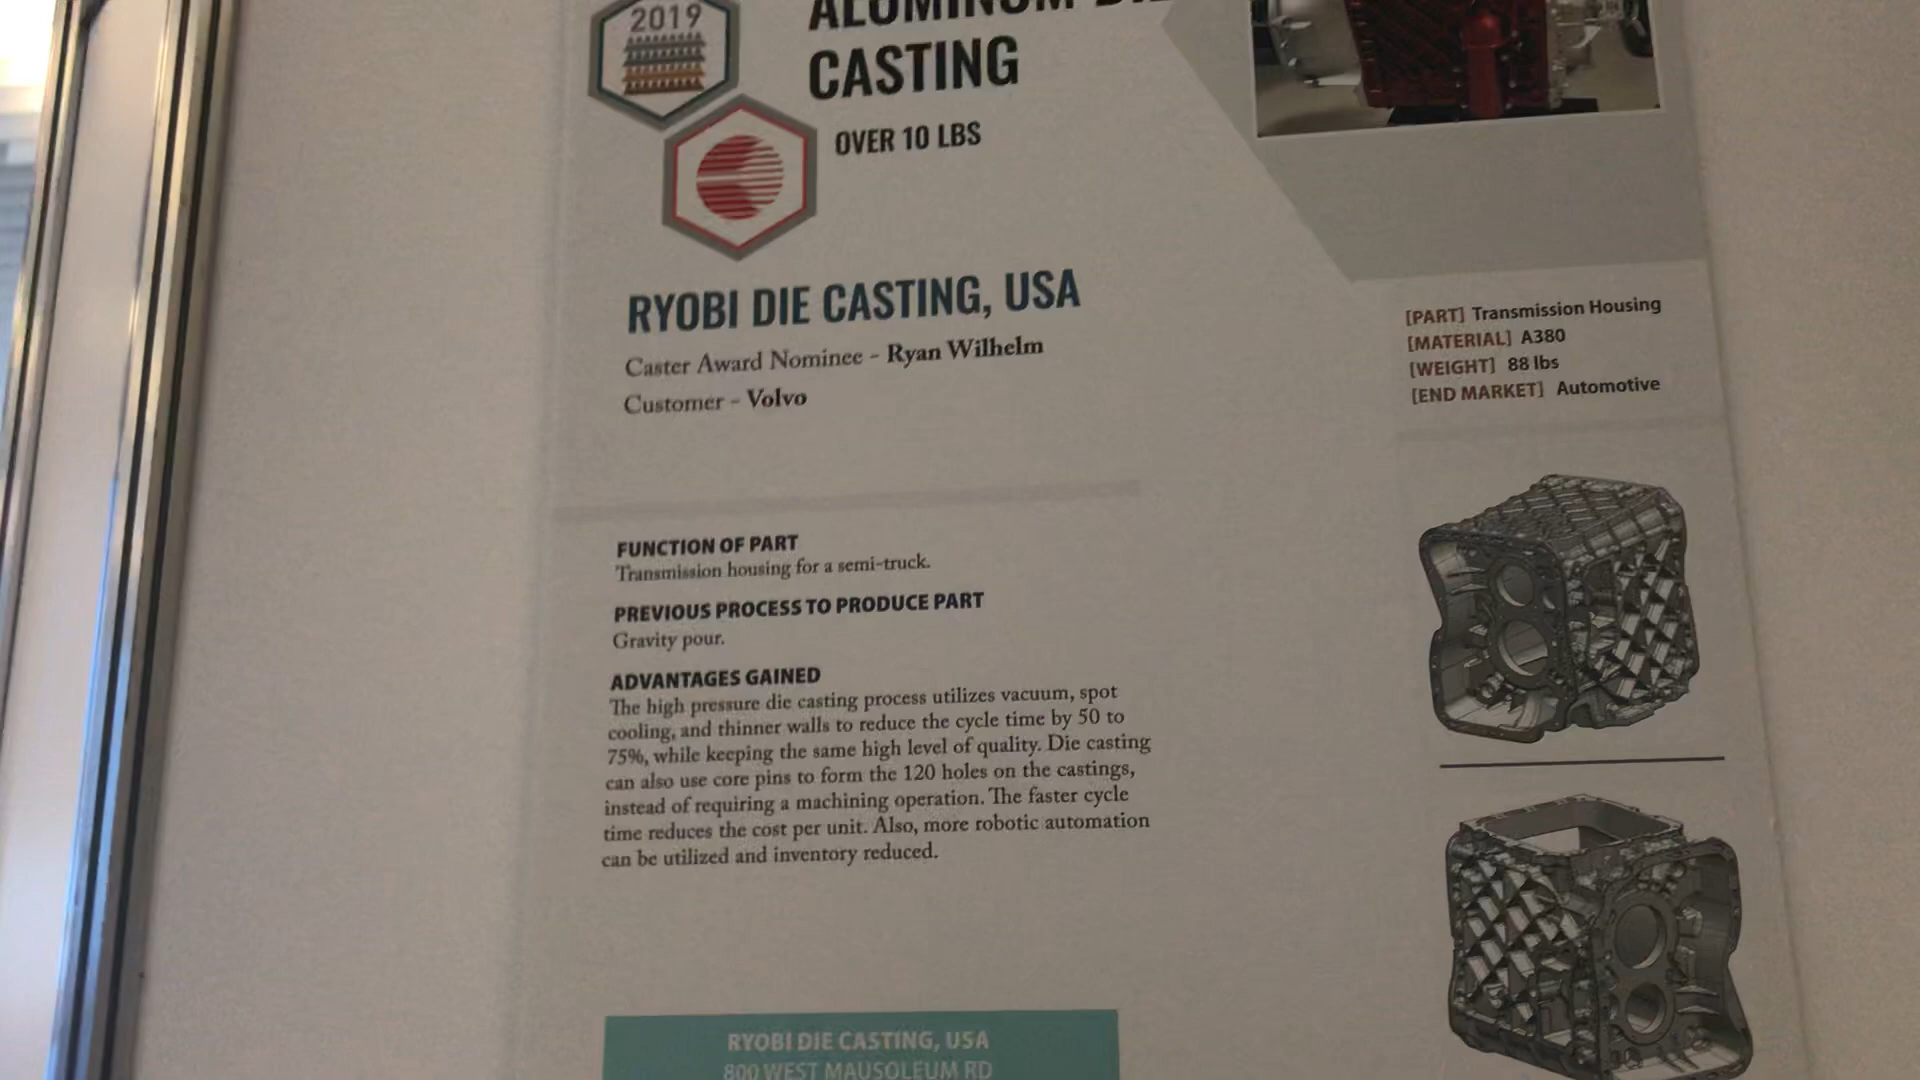 2019
ALUMINUM DIE
CASTING
OVER 10 LBS
RYOBI DIE CASTING, USA
Caster Award Nominee - Ryan Wilhelm
Customer - Volvo
[PART] Transmission Housing
[MATERIAL] A380
[WEIGHT] 88 lbs
[END MARKET] Automotive
FUNCTION OF PART
Transmission housing for a semi-truck.
PREVIOUS PROCESS TO PRODUCE PART
Gravity pour.
ADVANTAGES GAINED
The high pressure die casting process utilizes vacuum, spot
cooling, and thinner walls to reduce the cycle time by 50 to
75%, while keeping the same high level of quality. Die casting
can also use core pins to form the 120 holes on the castings,
instead of requiring a machining operation. The faster cycle
time reduces the cost per unit. Also, more robotic automation
can be utilized and inventory reduced.
RYOBI DIE CASTING, USA
800 WEST MAUSOLEUM RD